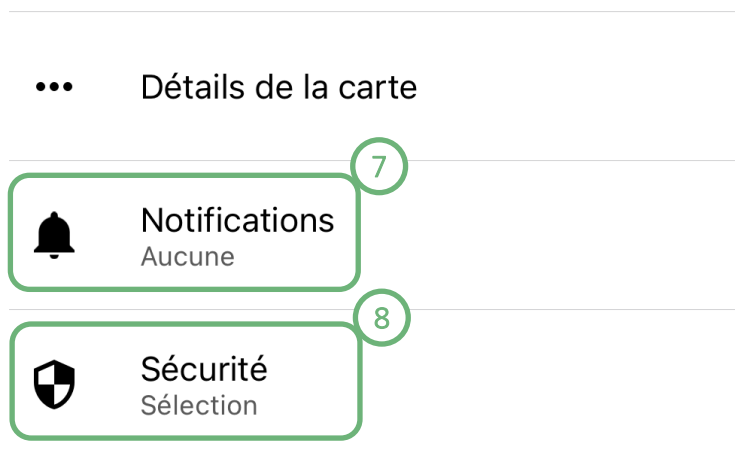 Détails de la carte
7
Notifications
Aucune
8
Sécurité
Sélection